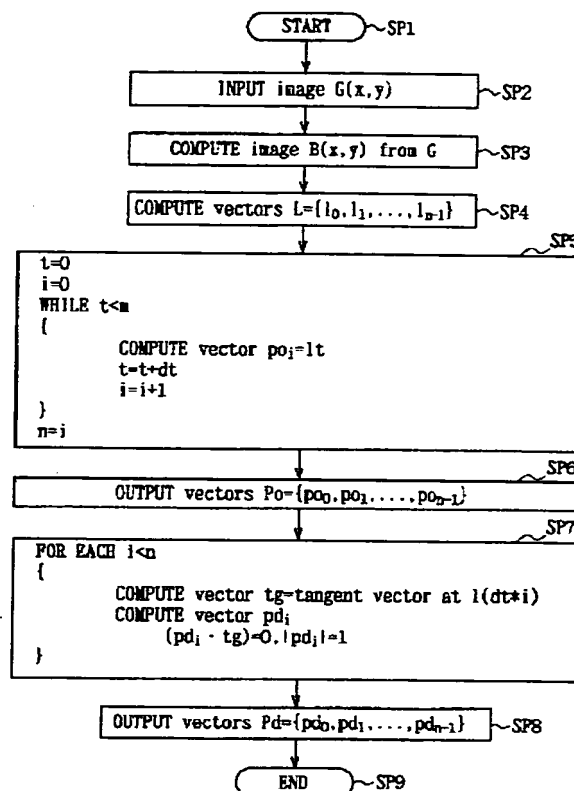 START SP1
INPUT image G(x,y) SP2
COMPUTE image B(x,y) from G SP3
COMPUTE vectors L={l₀,l₁,...,lₙ₋₁} SP4
SP5
t=0
i=0
WHILE t<m
{
COMPUTE vector poᵢ=lt
t=t+dt
i=i+1
}
n=i
SP6
OUTPUT vectors Po={po₀,po₁,....,poₙ₋₁}
SP7
FOR EACH i<n
{
COMPUTE vector tg=tangent vector at l(dt*i)
COMPUTE vector pdᵢ
(pdᵢ · tg)=0,|pdᵢ|=1
}
OUTPUT vectors Pd={pd₀,pd₁,....,pdₙ₋₁} SP8
END SP9